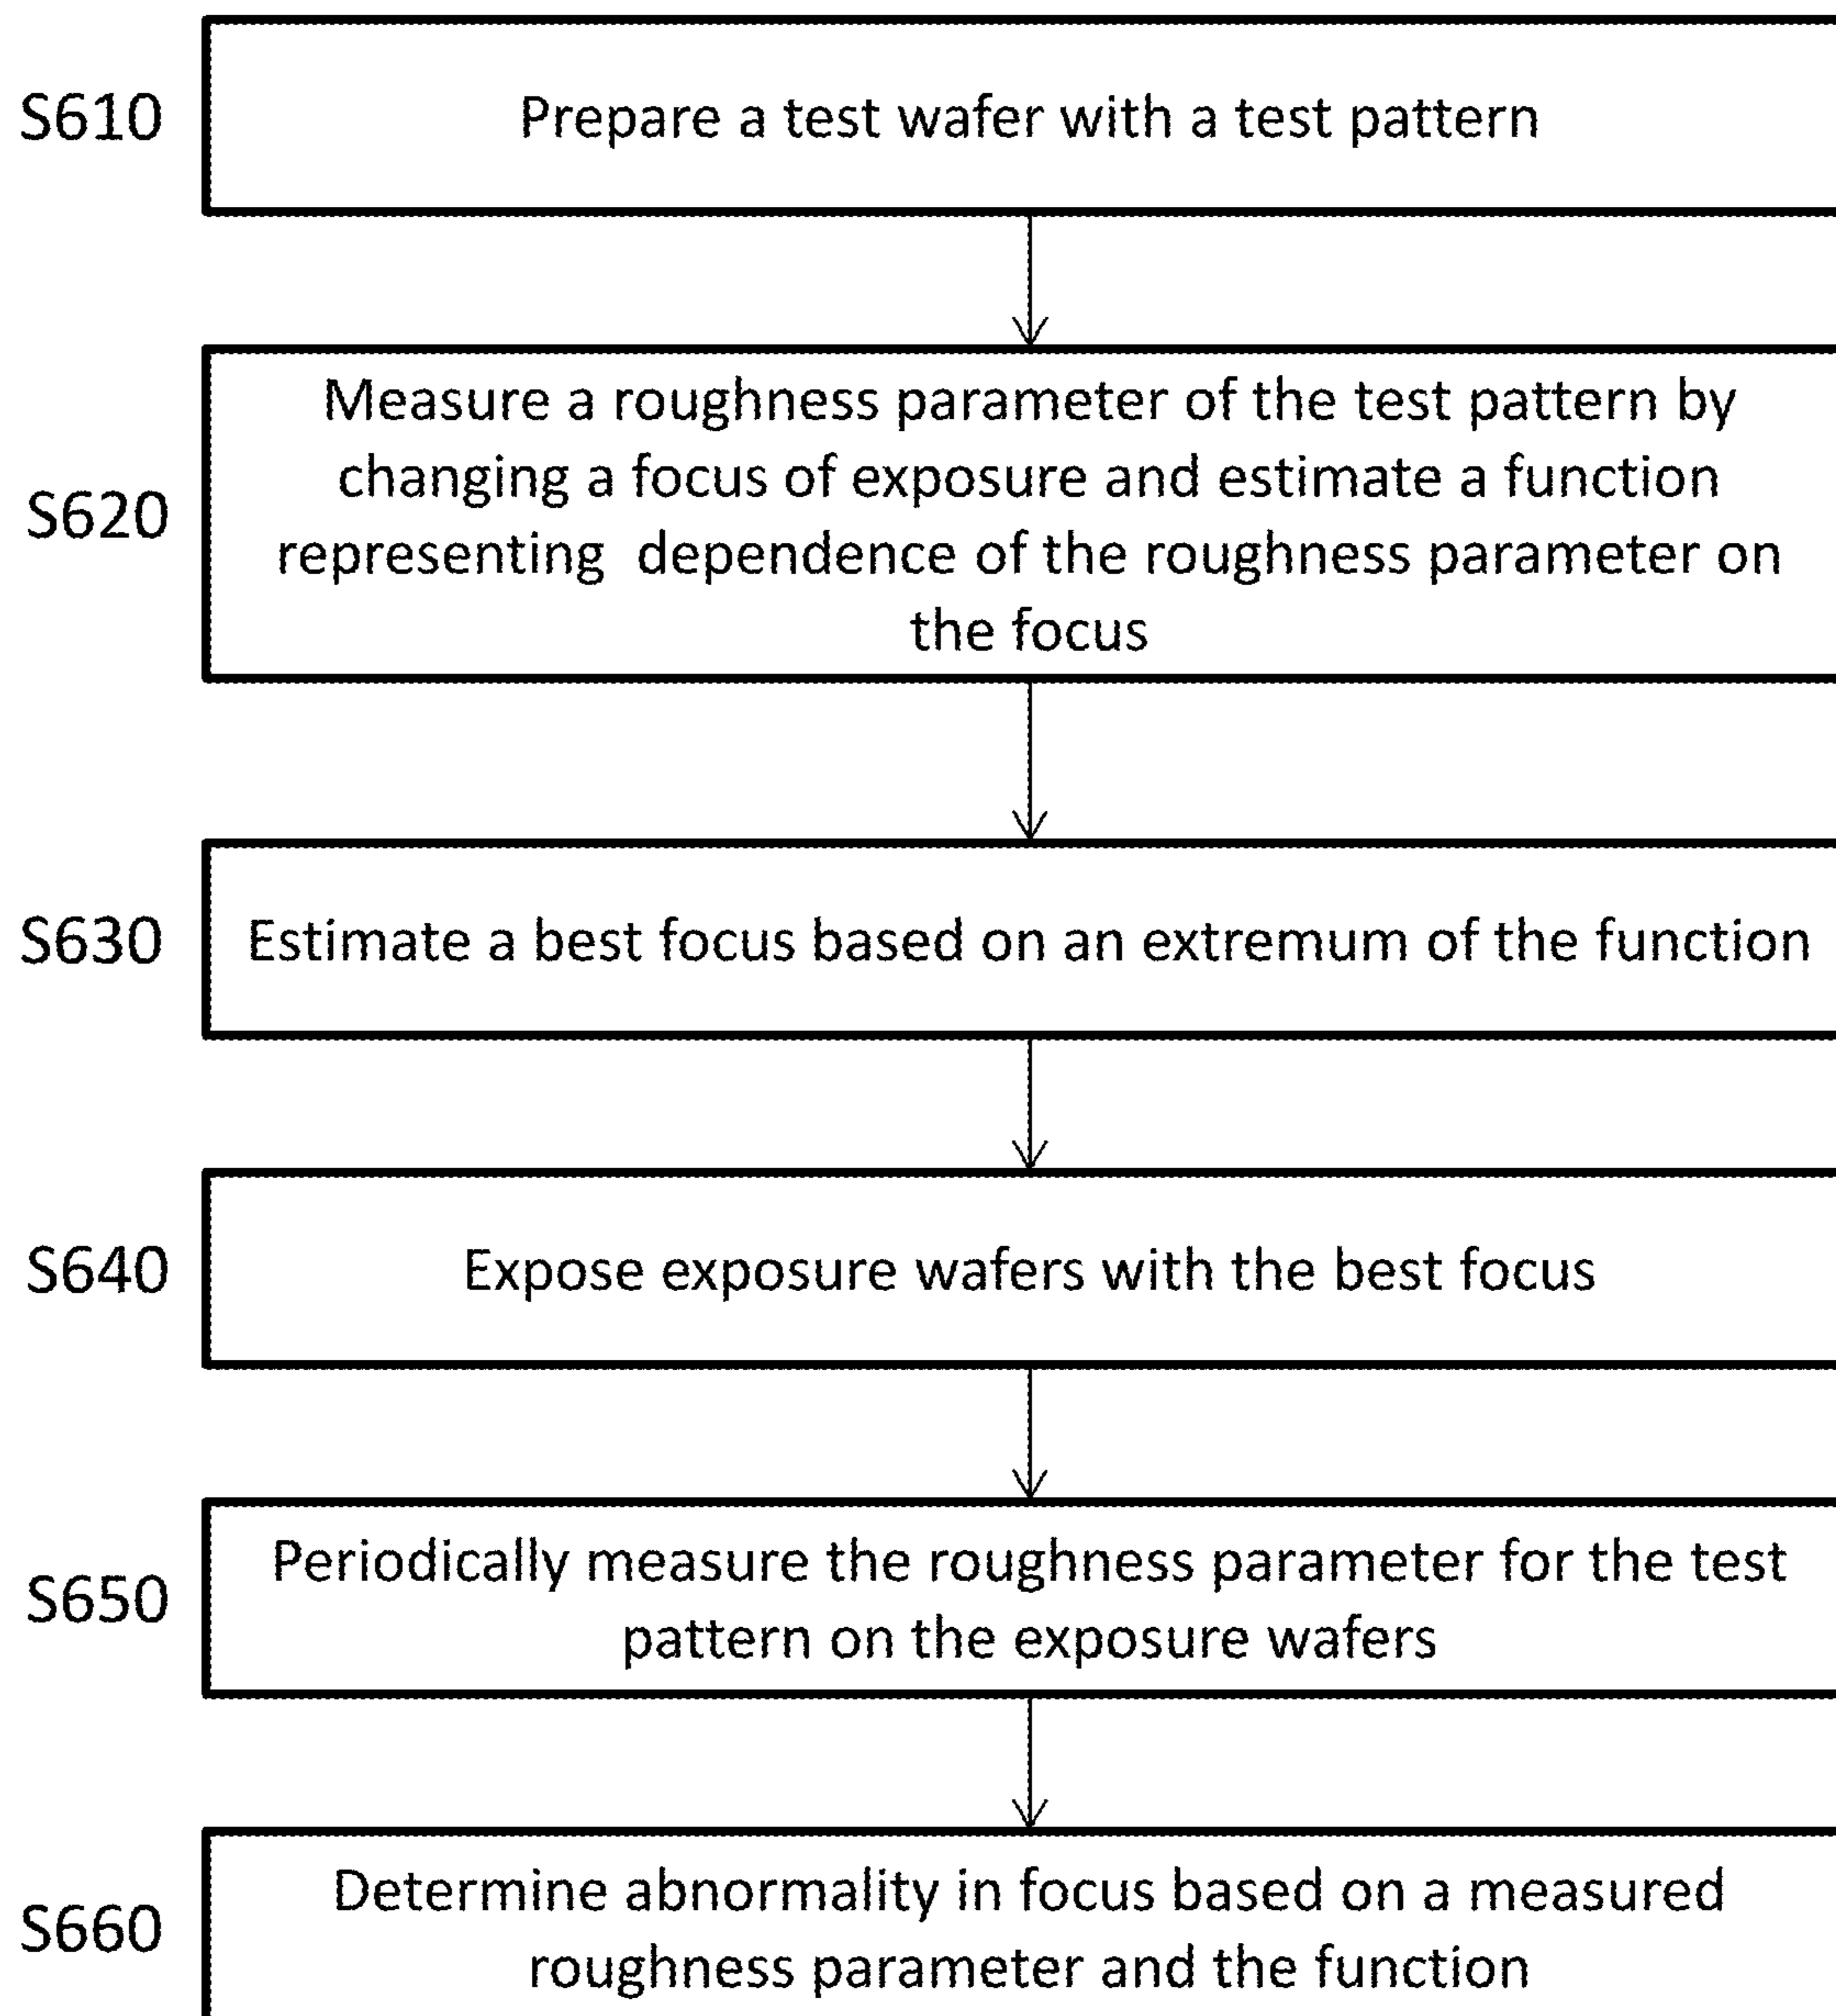 S610
Prepare a test wafer with a test pattern
S620
Measure a roughness parameter of the test pattern by
changing a focus of exposure and estimate a function
representing dependence of the roughness parameter on
the focus
S630
Estimate a best focus based on an extremum of the function
S640
Expose exposure wafers with the best focus
S650
Periodically measure the roughness parameter for the test
pattern on the exposure wafers
S660
Determine abnormality in focus based on a measured
roughness parameter and the function